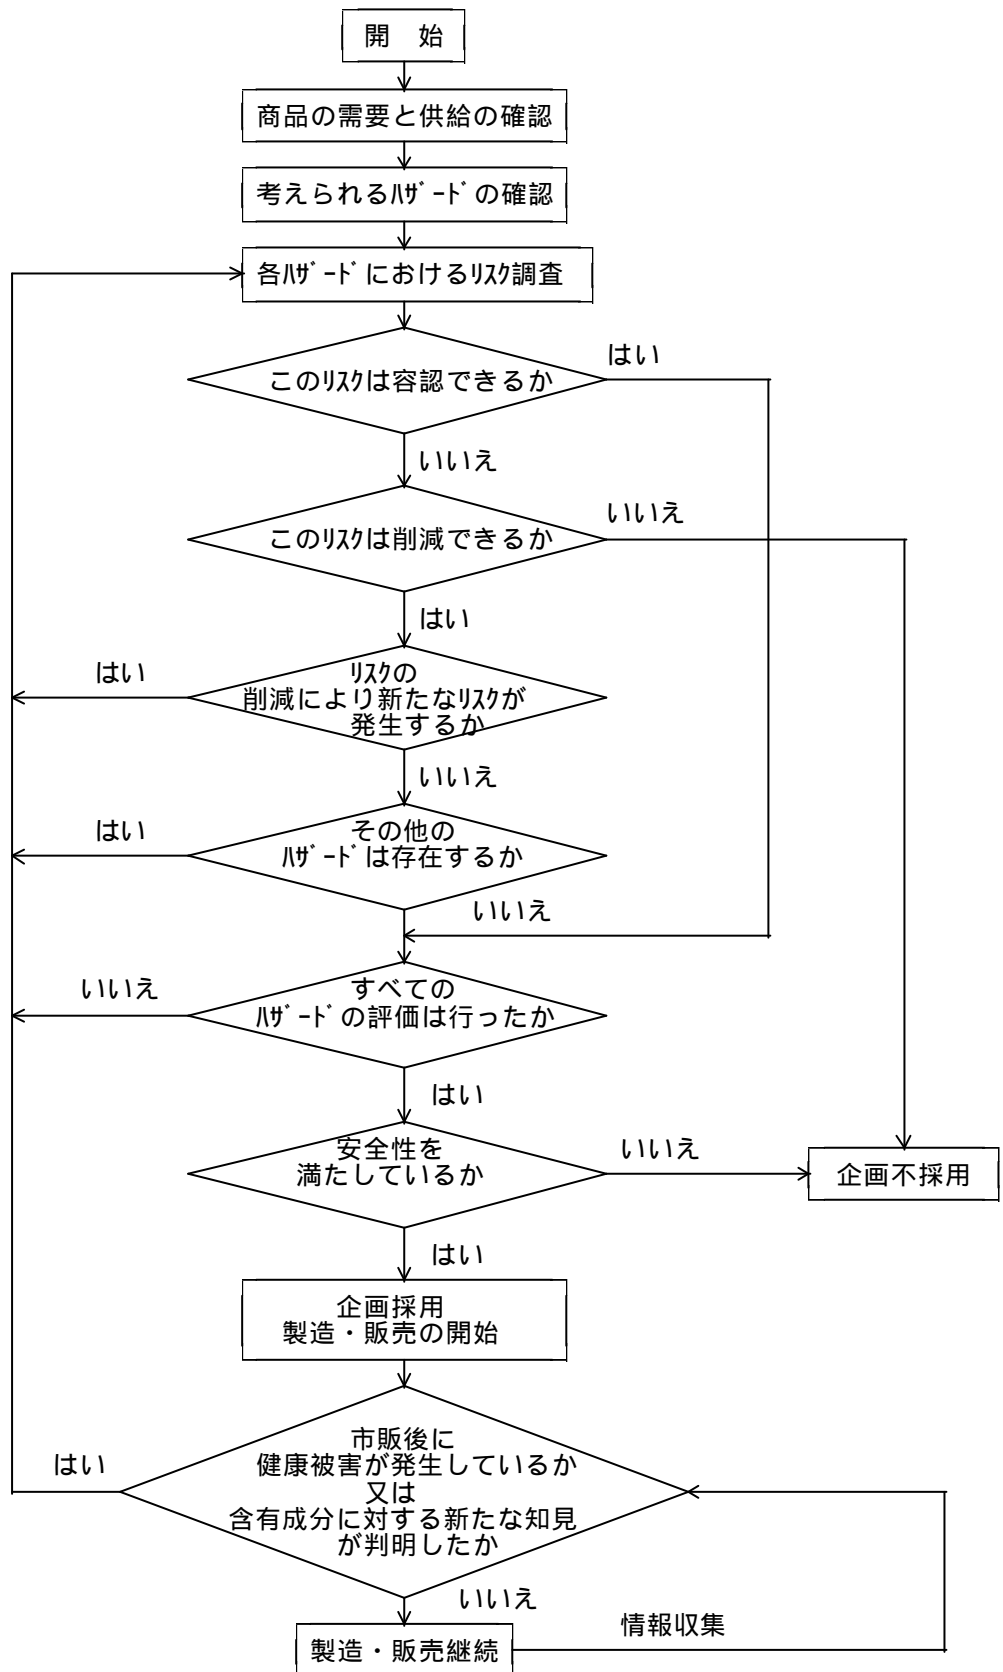 開　始
商品の需要と供給の確認
考えられるﾊｻﾞｰﾄﾞの確認
各ﾊｻﾞｰﾄﾞにおけるﾘｽｸ調査
はい
このﾘｽｸは容認できるか
いいえ
いいえ
このﾘｽｸは削減できるか
はい
はい
ﾘｽｸの
削減により新たなﾘｽｸが
発生するか
いいえ
はい
その他の
ﾊｻﾞｰﾄﾞは存在するか
いいえ
いいえ
すべての
ﾊｻﾞｰﾄﾞの評価は行ったか
はい
安全性を
満たしているか
いいえ
企画不採用
はい
企画採用
製造・販売の開始
はい
市販後に
健康被害が発生しているか
又は
含有成分に対する新たな知見
が判明したか
いいえ
製造・販売継続
情報収集